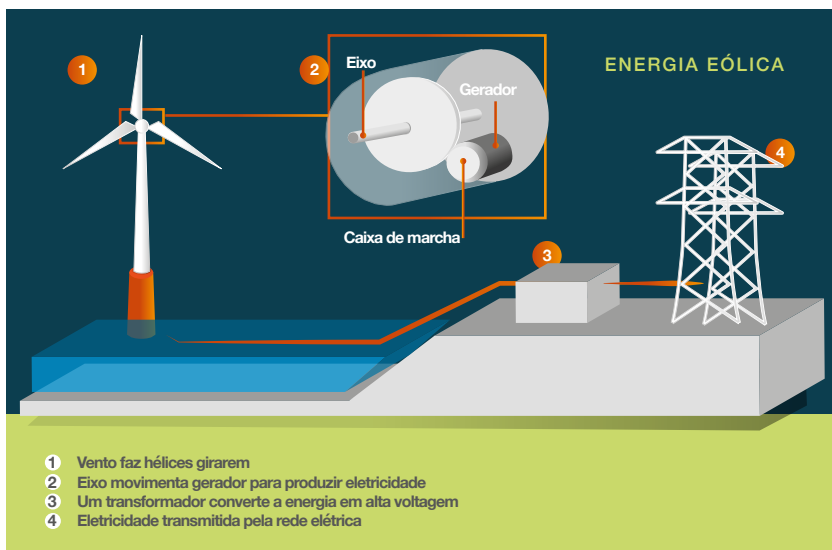 ENERGIA EÓLICA
1
2
Eixo
Gerador
Caixa de marcha
3
4
1 Vento faz hélices girarem
2 Eixo movimenta gerador para produzir eletricidade
3 Um transformador converte a energia em alta voltagem
4 Eletricidade transmitida pela rede elétrica